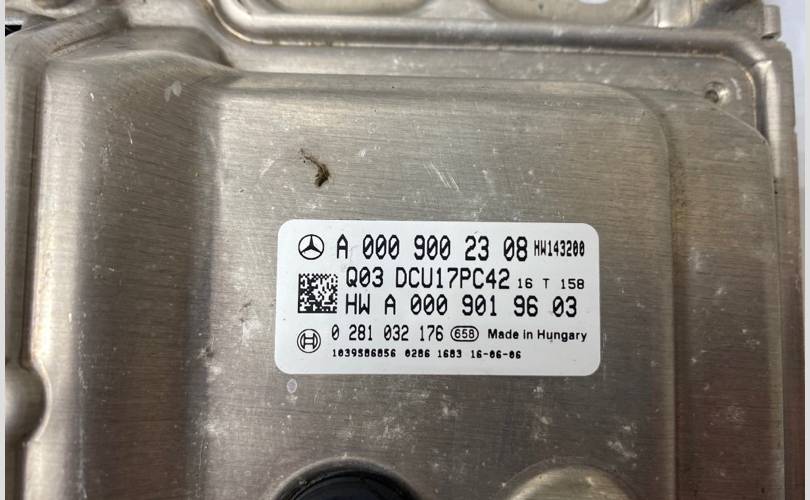 A 000 900 23 08 HW143200
Q03 DCU17PC42 16 T 158
HW A 000 901 96 03
0 281 032 176 658 Made in Hungary
1039S86856 0286 1683 16-06-06